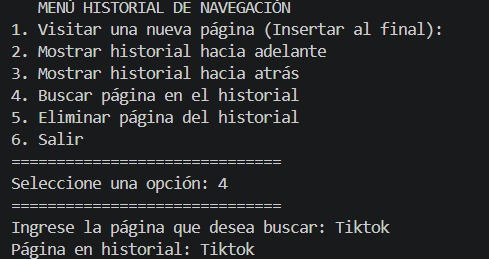 MENÚ HISTORIAL DE NAVEGACIÓN
1. Visitar una nueva página (Insertar al final):
2. Mostrar historial hacia adelante
3. Mostrar historial hacia atrás
4. Buscar página en el historial
5. Eliminar página del historial
6. Salir
==============================
Seleccione una opción: 4
==============================
Ingrese la página que desea buscar: Tiktok
Página en historial: Tiktok